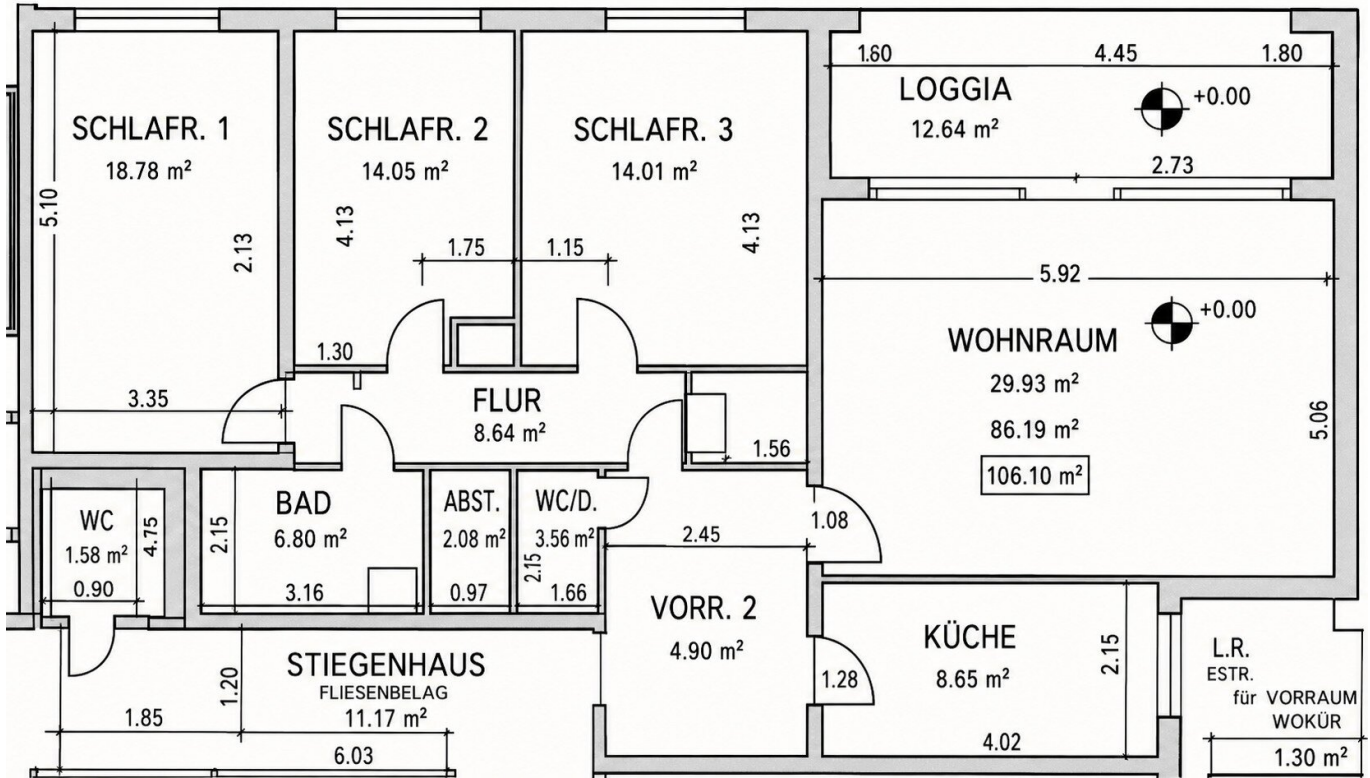 SCHLAFR. 1
18.78 m²
5.10
2.13
3.35
SCHLAFR. 2
14.05 m²
4.13
1.75
1.30
SCHLAFR. 3
14.01 m²
4.13
1.15
1.60
4.45
1.80
LOGGIA
12.64 m²
+0.00
2.73
5.92
+0.00
WOHNRAUM
29.93 m²
86.19 m²
106.10 m²
5.06
FLUR
8.64 m²
1.56
WC
1.58 m²
4.75
0.90
BAD
6.80 m²
2.15
3.16
ABST.
2.08 m²
0.97
WC/D.
3.56 m²
2.15
1.66
2.45
1.08
VORR. 2
4.90 m²
1.28
KÜCHE
8.65 m²
2.15
4.02
STIEGENHAUS
FLIESENBELAG
11.17 m²
1.20
1.85
6.03
L.R.
ESTR.
für VORRAUM
WOKÜR
1.30 m²